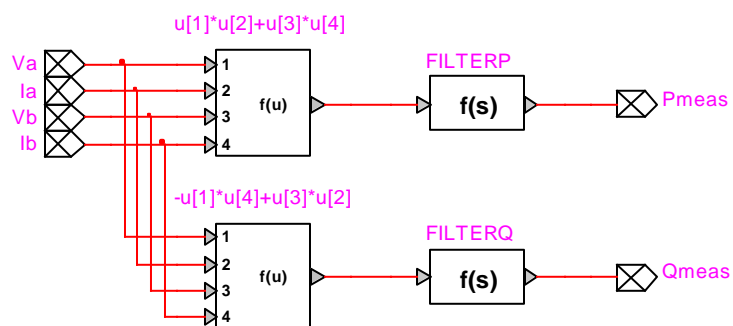 u[1]*u[2]+u[3]*u[4]
Va
Ia
Vb
Ib
1
2
3
4
f(u)
FILTERP
f(s)
Pmeas
-u[1]*u[4]+u[3]*u[2]
1
2
3
4
f(u)
FILTERQ
f(s)
Qmeas